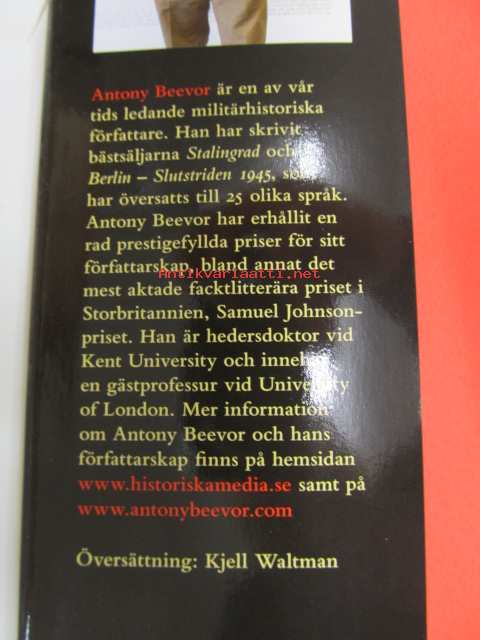 Antony Beevor är en av vår
tids ledande militärhistoriska
författare. Han har skrivit
bästsäljarna Stalingrad och
Berlin – Slutstriden 1945,
har översatts till 25 olika språk.
Antony Beevor har erhållit en
rad prestigefyllda priser för sitt
författarskap, bland annat det
Antikvariaatti.net
mest aktade facktlitterära priset i
Storbritannien, Samuel Johnson-
priset. Han är hedersdoktor vid
Kent University och
en gästprofessur vid University
of London. Mer information
om Antony Beevor och hans
författarskap finns på hemsidan
www.historiskamedia.se samt på
www.antonybeevor.com
Översättning: Kjell Waltman